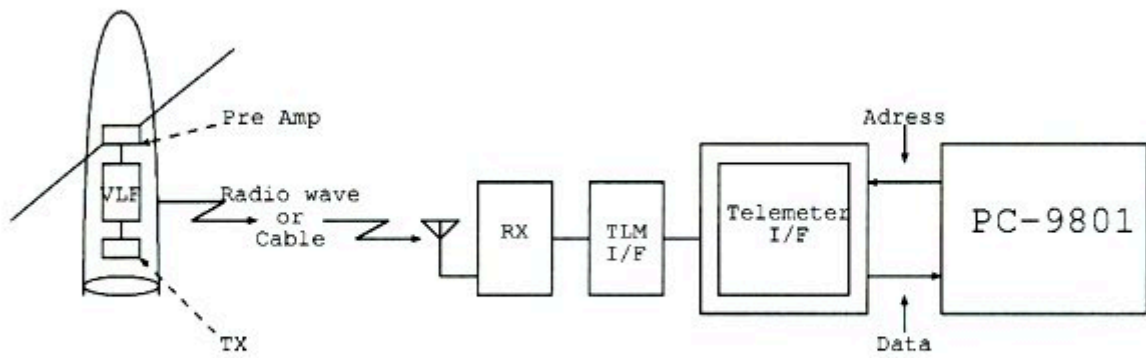 Pre Amp
VLF
Radio wave
or
Cable
TX
RX
TLM
I/F
Telemeter
I/F
Adress
PC-9801
Data